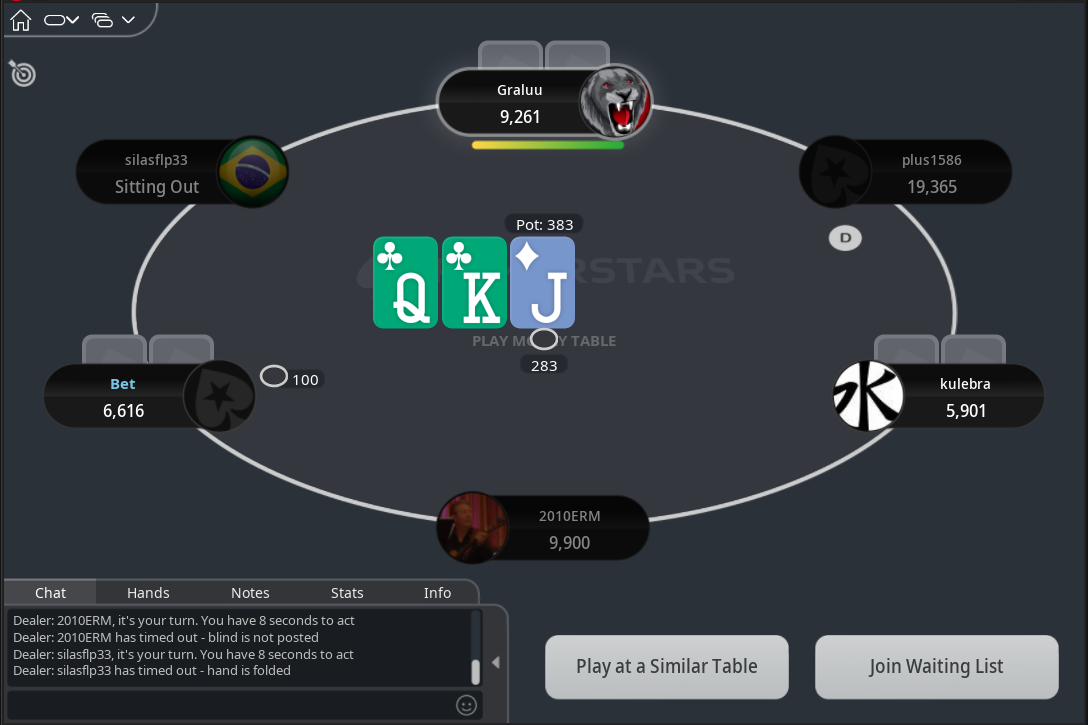 Graluu
9,261
silasflp33
Sitting Out
plus1586
19,365
D
Pot: 383
Q K J
PLAY MONEY TABLE
283
Bet
6,616
100
水
kulebra
5,901
2010ERM
9,900
Chat Hands Notes Stats Info
Dealer: 2010ERM, it's your turn. You have 8 seconds to act
Dealer: 2010ERM has timed out - blind is not posted
Dealer: silasflp33, it's your turn. You have 8 seconds to act
Dealer: silasflp33 has timed out - hand is folded
Play at a Similar Table
Join Waiting List